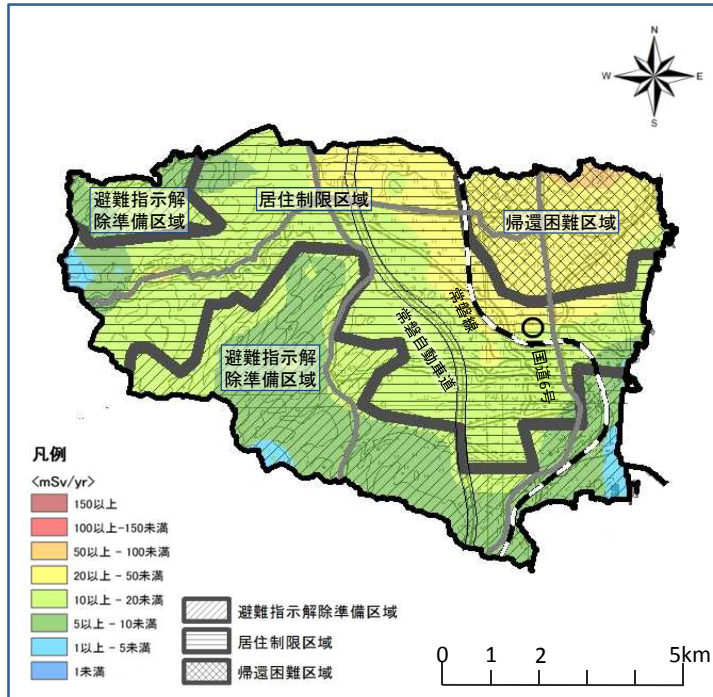 N
W
E
S
避難指示解
除準備区域
居住制限区域
帰還困難区域
常磐線
常磐自動車道
国道6号
避難指示解
除準備区域
凡例
<mSv/yr>
150以上
100以上-150未満
50以上 - 100未満
20以上 - 50未満
10以上 - 20未満
5以上 - 10未満
1以上 - 5未満
1未満
避難指示解除準備区域
居住制限区域
帰還困難区域
0 1 2 5km